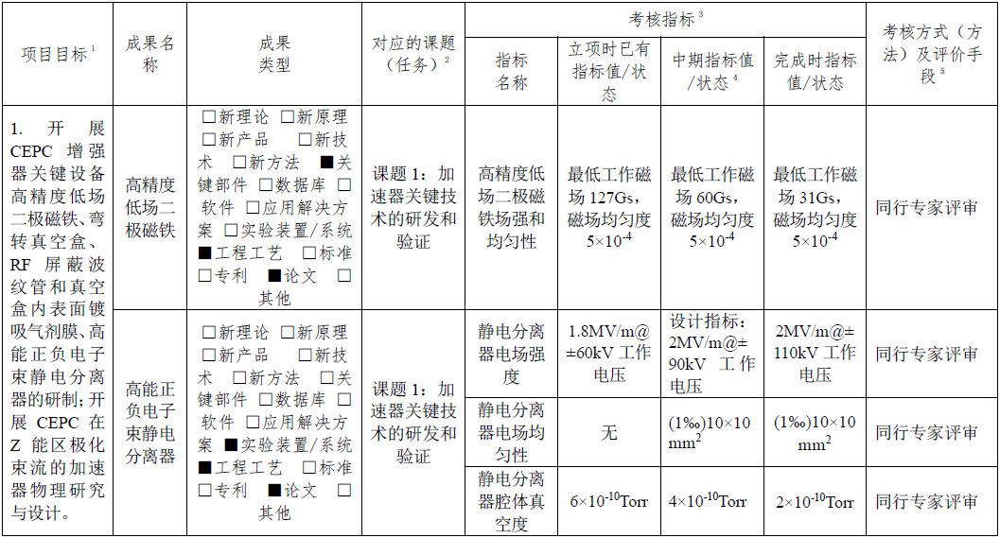 项目目标 1
成果名
称
成果
类型
对应的课题
（任务）2
考核指标 3
指标
名称
立项时已有
指标值/状
态
中期指标值
/状态 4
完成时指标
值/状态
考核方式（方
法）及评价手
段 5
1. 开展
CEPC 增强
器关键设备
高精度低场
二极磁铁、弯
转真空盒、
RF 屏蔽波
纹管和真空
盒内表面镀
吸气剂膜、高
能正负电子
束静电分离
器的研制；开
展 CEPC 在
Z 能区极化
束流的加速
器物理研究
与设计。
高精度
低场二
极磁铁
□新理论 □新原理
□新产品 □新技
术 □新方法 ■关
键部件 □数据库 □
软件 □应用解决方
案 □实验装置/系统
■工程工艺 □标准
□专利 ■论文 □
其他
课题 1：加
速器关键技
术的研发和
验证
高精度低
场二极磁
铁场强和
均匀性
最低工作磁
场 127Gs，
磁场均匀度
5×10-4
最低工作磁
场 60Gs，
磁场均匀度
5×10-4
最低工作磁
场 31Gs，
磁场均匀度
5×10-4
同行专家评审
高能正
负电子
束静电
分离器
□新理论 □新原理
□新产品 □新技
术 □新方法 □关
键部件 □数据库 □
软件 □应用解决方
案 ■实验装置/系统
■工程工艺 □标准
□专利 ■论文 □
其他
课题 1：加
速器关键技
术的研发和
验证
静电分离
器电场强
度
1.8MV/m@
±60kV 工作
电压
设计指标：
2MV/m@±
90kV 工作
电压
2MV/m@±
110kV 工作
电压
同行专家评审
静电分离
器电场均
匀性
无
(1‰)10×10
mm2
(1‰)10×10
mm2
同行专家评审
静电分离
器腔体真
空度
6×10-10Torr
4×10-10Torr
2×10-10Torr
同行专家评审